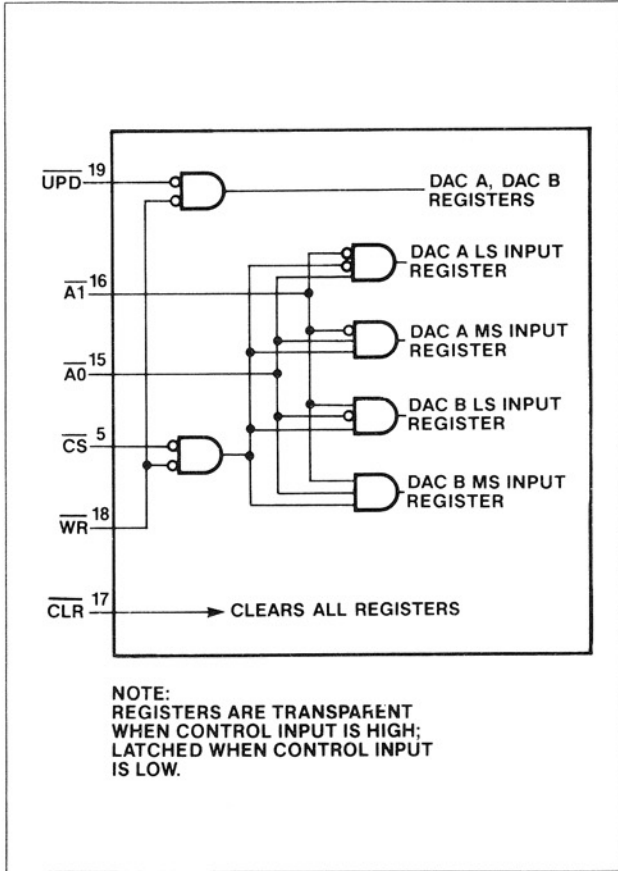 UPD 19
DAC A, DAC B
REGISTERS
DAC A LS INPUT
REGISTER
A1 16
DAC A MS INPUT
REGISTER
A0 15
DAC B LS INPUT
REGISTER
CS 5
DAC B MS INPUT
REGISTER
WR 18
CLR 17
CLEARS ALL REGISTERS
NOTE:
REGISTERS ARE TRANSPARENT
WHEN CONTROL INPUT IS HIGH;
LATCHED WHEN CONTROL INPUT
IS LOW.